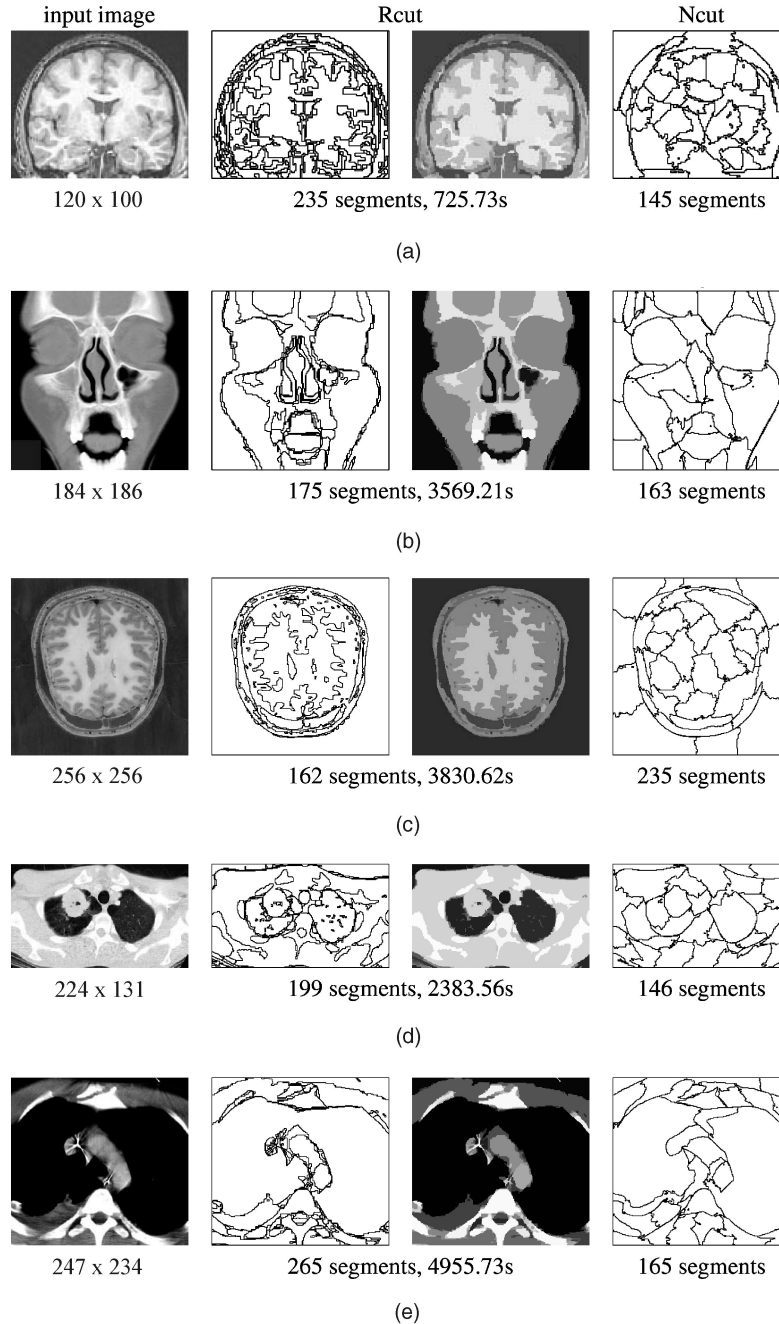 input image Rcut Ncut
120 x 100 235 segments, 725.73s 145 segments
(a)
184 x 186 175 segments, 3569.21s 163 segments
(b)
256 x 256 162 segments, 3830.62s 235 segments
(c)
224 x 131 199 segments, 2383.56s 146 segments
(d)
247 x 234 265 segments, 4955.73s 165 segments
(e)